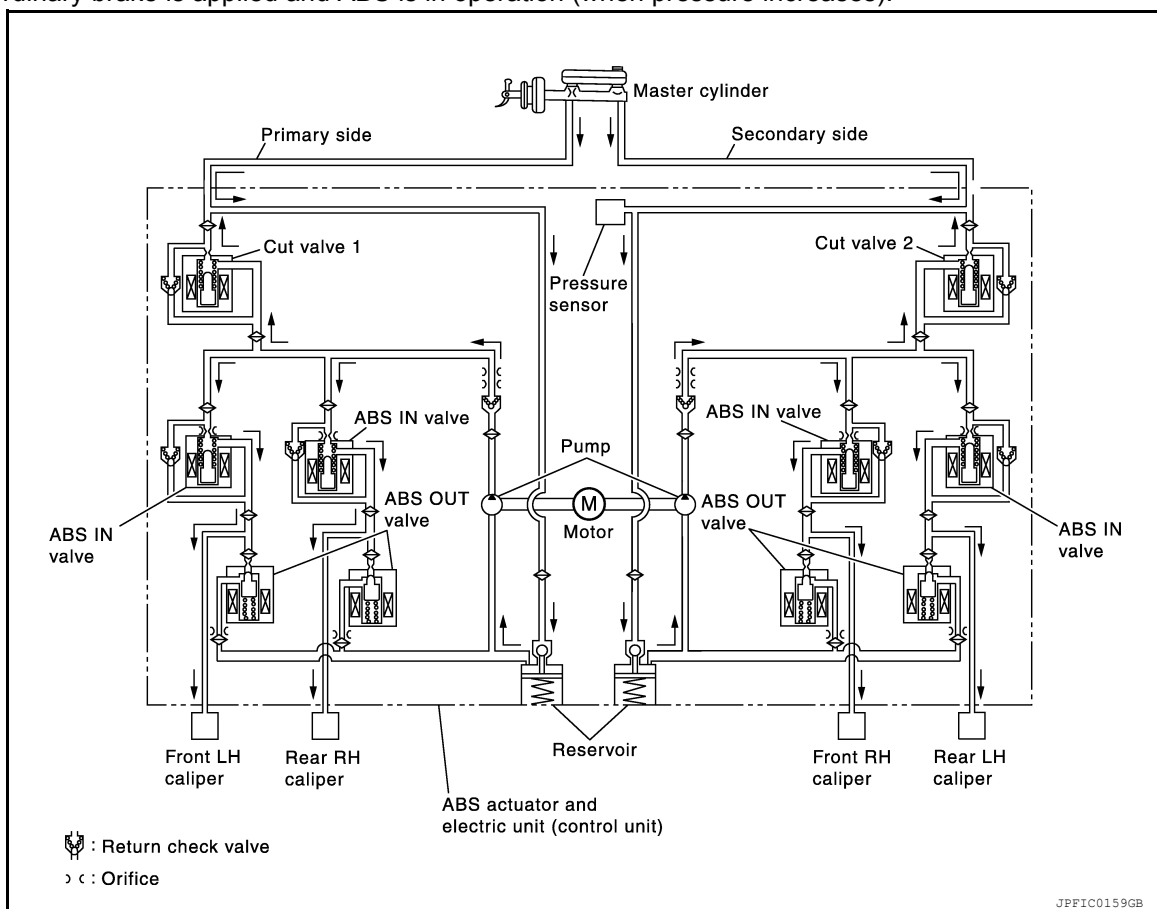 ordinary brake is applied and ABS is in operation (when pressure increases).
Master cylinder
Primary side
Secondary side
Cut valve 1
Cut valve 2
Pressure
sensor
ABS IN valve
ABS IN valve
Pump
ABS OUT
valve
ABS OUT
valve
M
Motor
ABS IN
valve
ABS IN
valve
Reservoir
Front LH
caliper
Rear RH
caliper
Front RH
caliper
Rear LH
caliper
ABS actuator and
electric unit (control unit)
: Return check valve
: Orifice
JPFIC0159GB